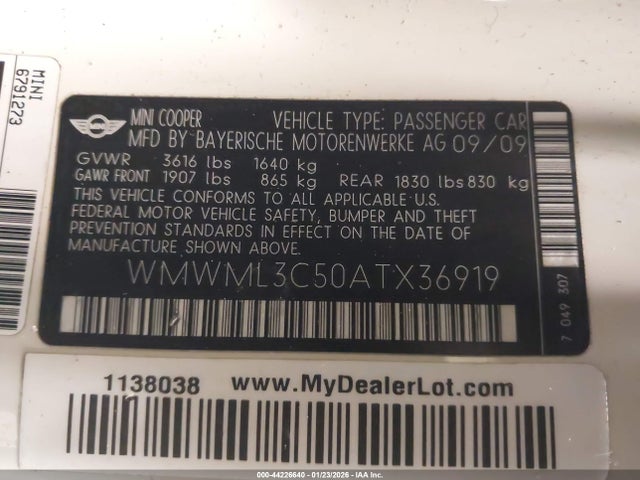 MINI
6791273
MINI
MINI COOPER
VEHICLE TYPE: PASSENGER CAR
MFD BY BAYERISCHE MOTORENWERKE AG 09/09
GVWR 3616 lbs 1640 kg
GAWR FRONT 1907 lbs 865 kg REAR 1830 lbs 830 kg
THIS VEHICLE CONFORMS TO ALL APPLICABLE U.S.
FEDERAL MOTOR VEHICLE SAFETY, BUMPER AND THEFT
PREVENTION STANDARDS IN EFFECT ON THE DATE
OF MANUFACTURE SHOWN ABOVE.
WMWML3C50ATX36919
7 049 307
1138038 www.MyDealerLot.com
000-44226640 - 01/23/2026 - © IAA, Inc.